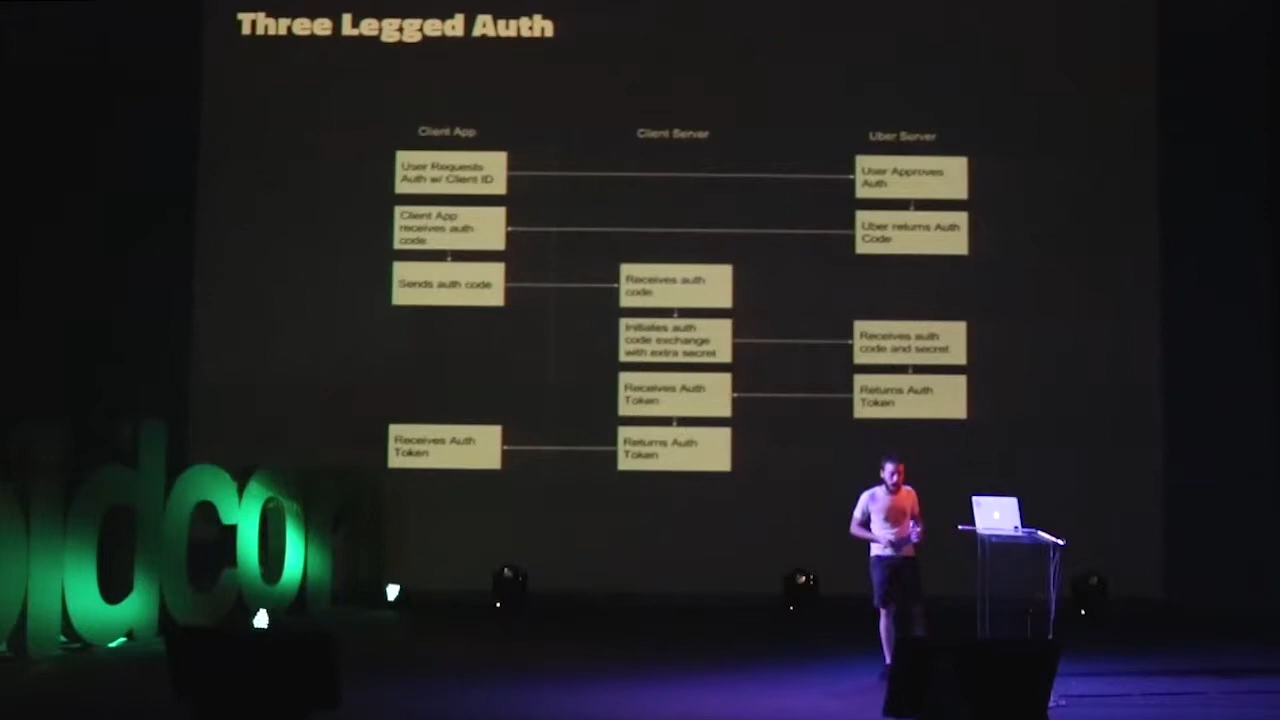 Three Legged Auth
Client App
Client Server
Uber Server
User Requests
Auth w/ Client ID
User Approves
Auth
Client App
receives auth
code
Uber returns Auth
Code
Sends auth code
Receives auth
code
Initiates auth
code exchange
with extra secret
Receives auth
code and secret
Receives Auth
Token
Returns Auth
Token
Receives Auth
Token
Returns Auth
Token
idcon